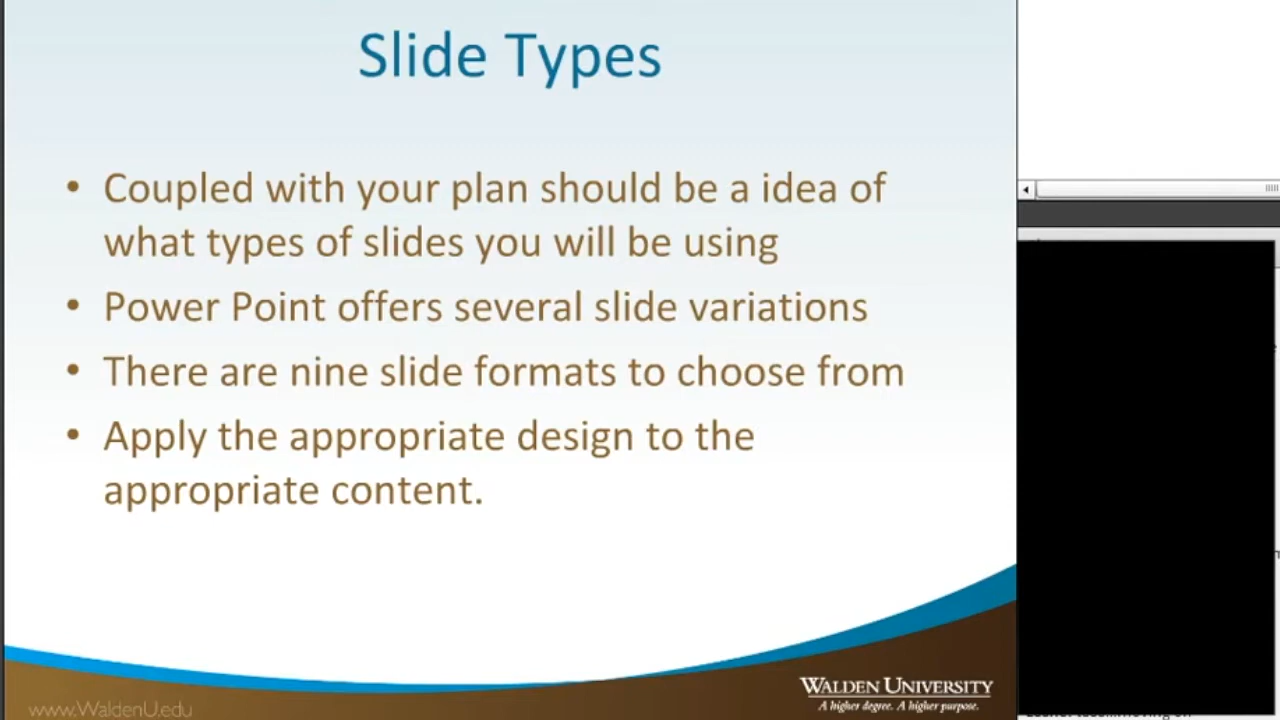 Slide Types
• Coupled with your plan should be a idea of
what types of slides you will be using
• Power Point offers several slide variations
• There are nine slide formats to choose from
• Apply the appropriate design to the
appropriate content.
WALDEN UNIVERSITY
A higher degree. A higher purpose.
www.WaldenU.edu